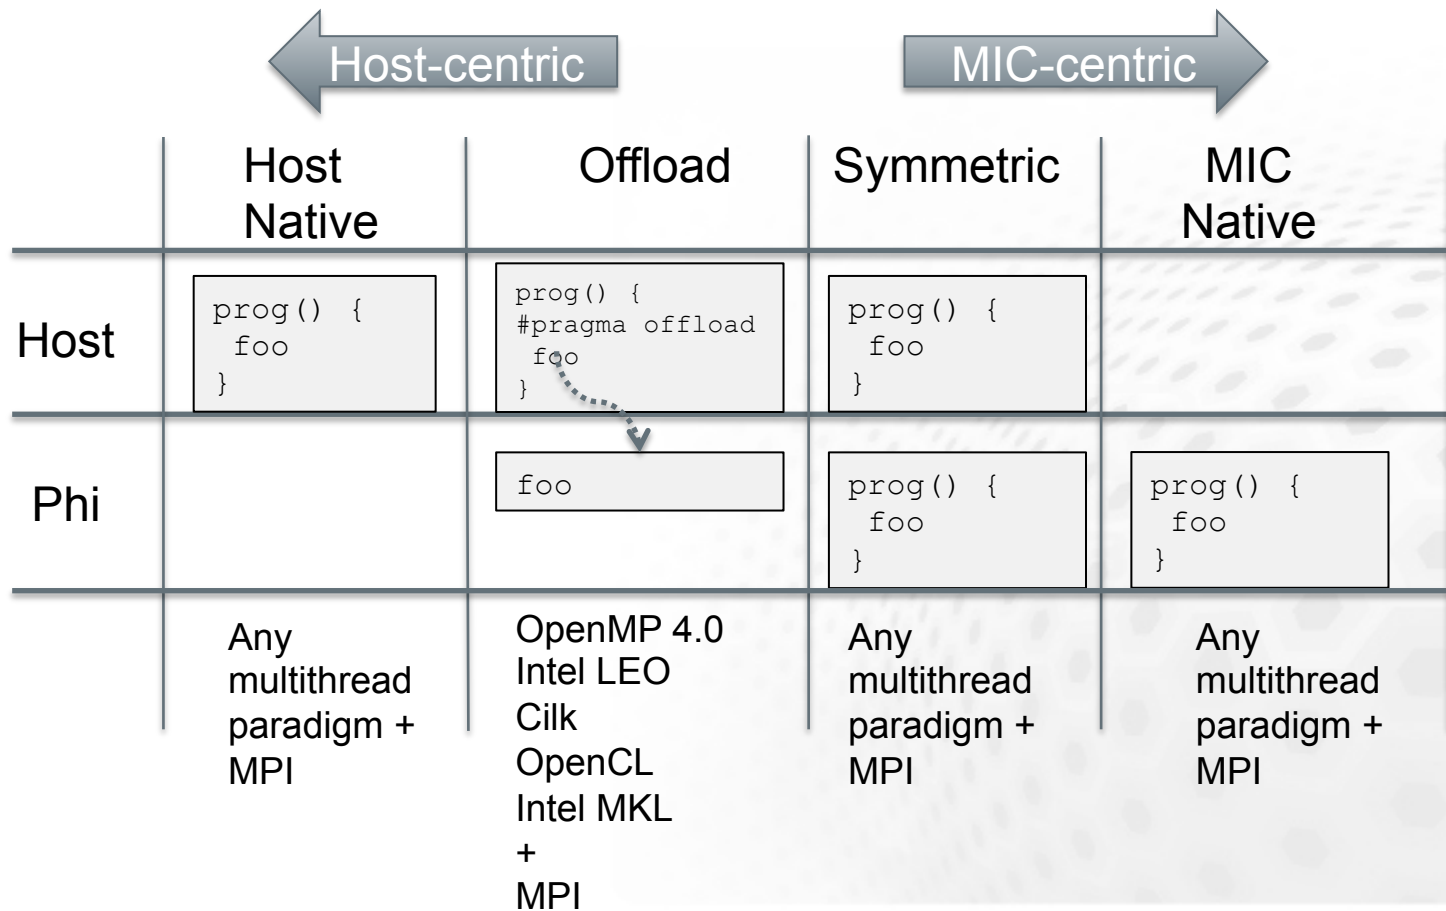 Host-centric
MIC-centric
Host
Native
Offload
Symmetric
MIC
Native
Host
prog() {
foo
}
prog() {
#pragma offload
foo
}
prog() {
foo
}
Phi
foo
prog() {
foo
}
prog() {
foo
}
Any
multithread
paradigm +
MPI
OpenMP 4.0
Intel LEO
Cilk
OpenCL
Intel MKL
+
MPI
Any
multithread
paradigm +
MPI
Any
multithread
paradigm +
MPI